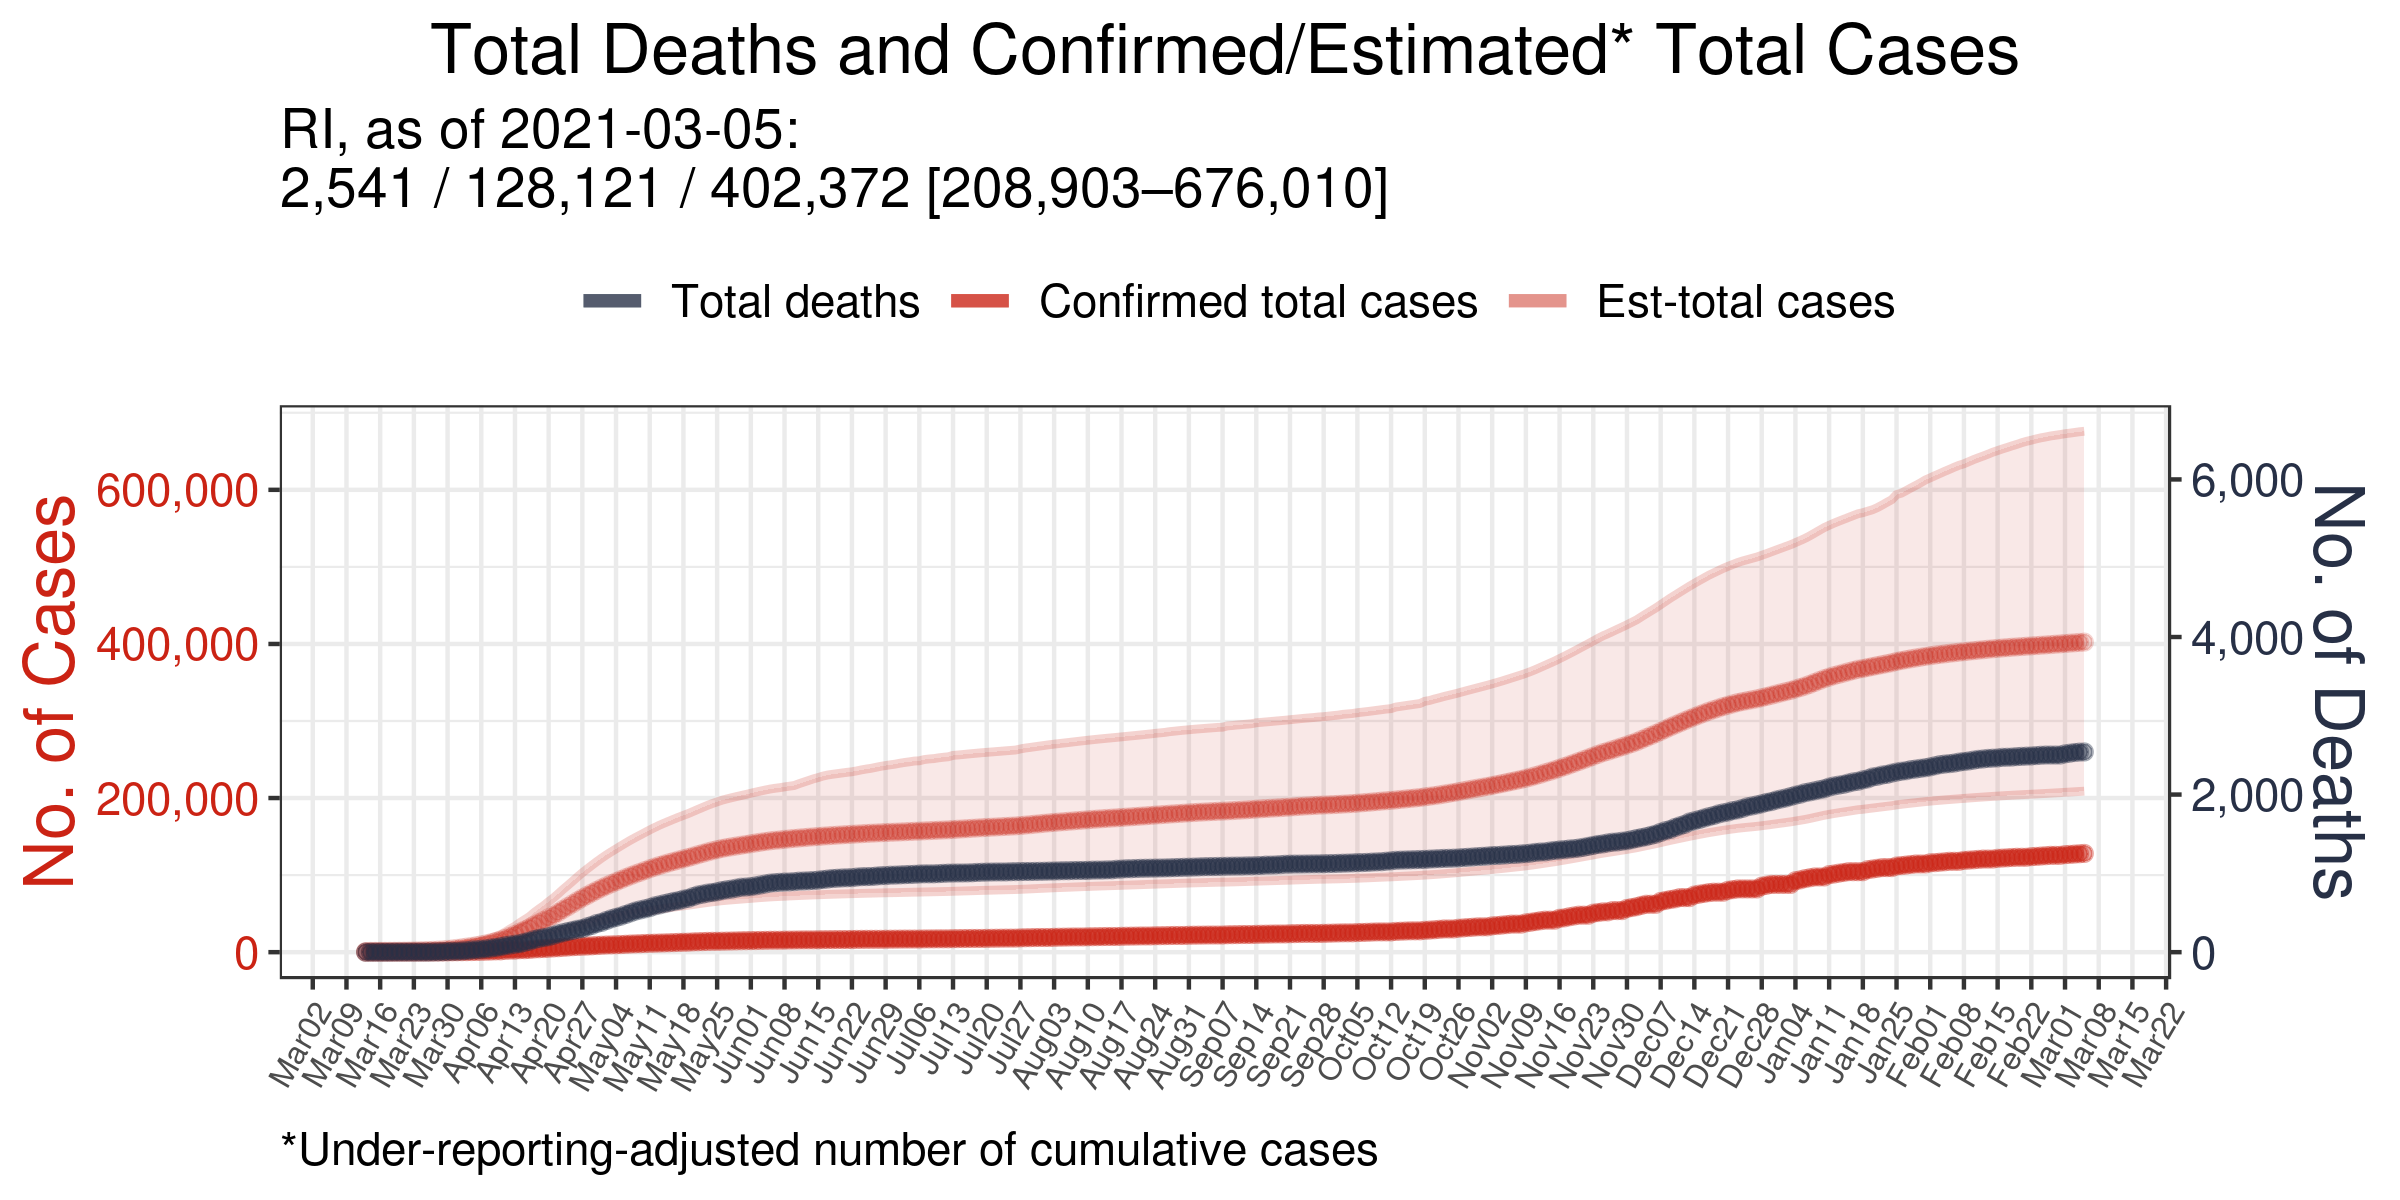 Total Deaths and Confirmed/Estimated* Total Cases
RI, as of 2021-03-05:
2,541 / 128,121 / 402,372 [208,903–676,010]
Total deaths
Confirmed total cases
Est-total cases
No. of Cases
600,000
400,000
200,000
0
6,000
4,000
2,000
0
No. of Deaths
Mar02
Mar09
Mar16
Mar23
Mar30
Apr06
Apr13
Apr20
Apr27
May04
May11
May18
May25
Jun01
Jun08
Jun15
Jun22
Jun29
Jul06
Jul13
Jul20
Jul27
Aug03
Aug10
Aug17
Aug24
Aug31
Sep07
Sep14
Sep21
Sep28
Oct05
Oct12
Oct19
Oct26
Nov02
Nov09
Nov16
Nov23
Nov30
Dec07
Dec14
Dec21
Dec28
Jan04
Jan11
Jan18
Jan25
Feb01
Feb08
Feb15
Feb22
Mar01
Mar08
Mar15
Mar22
*Under-reporting-adjusted number of cumulative cases